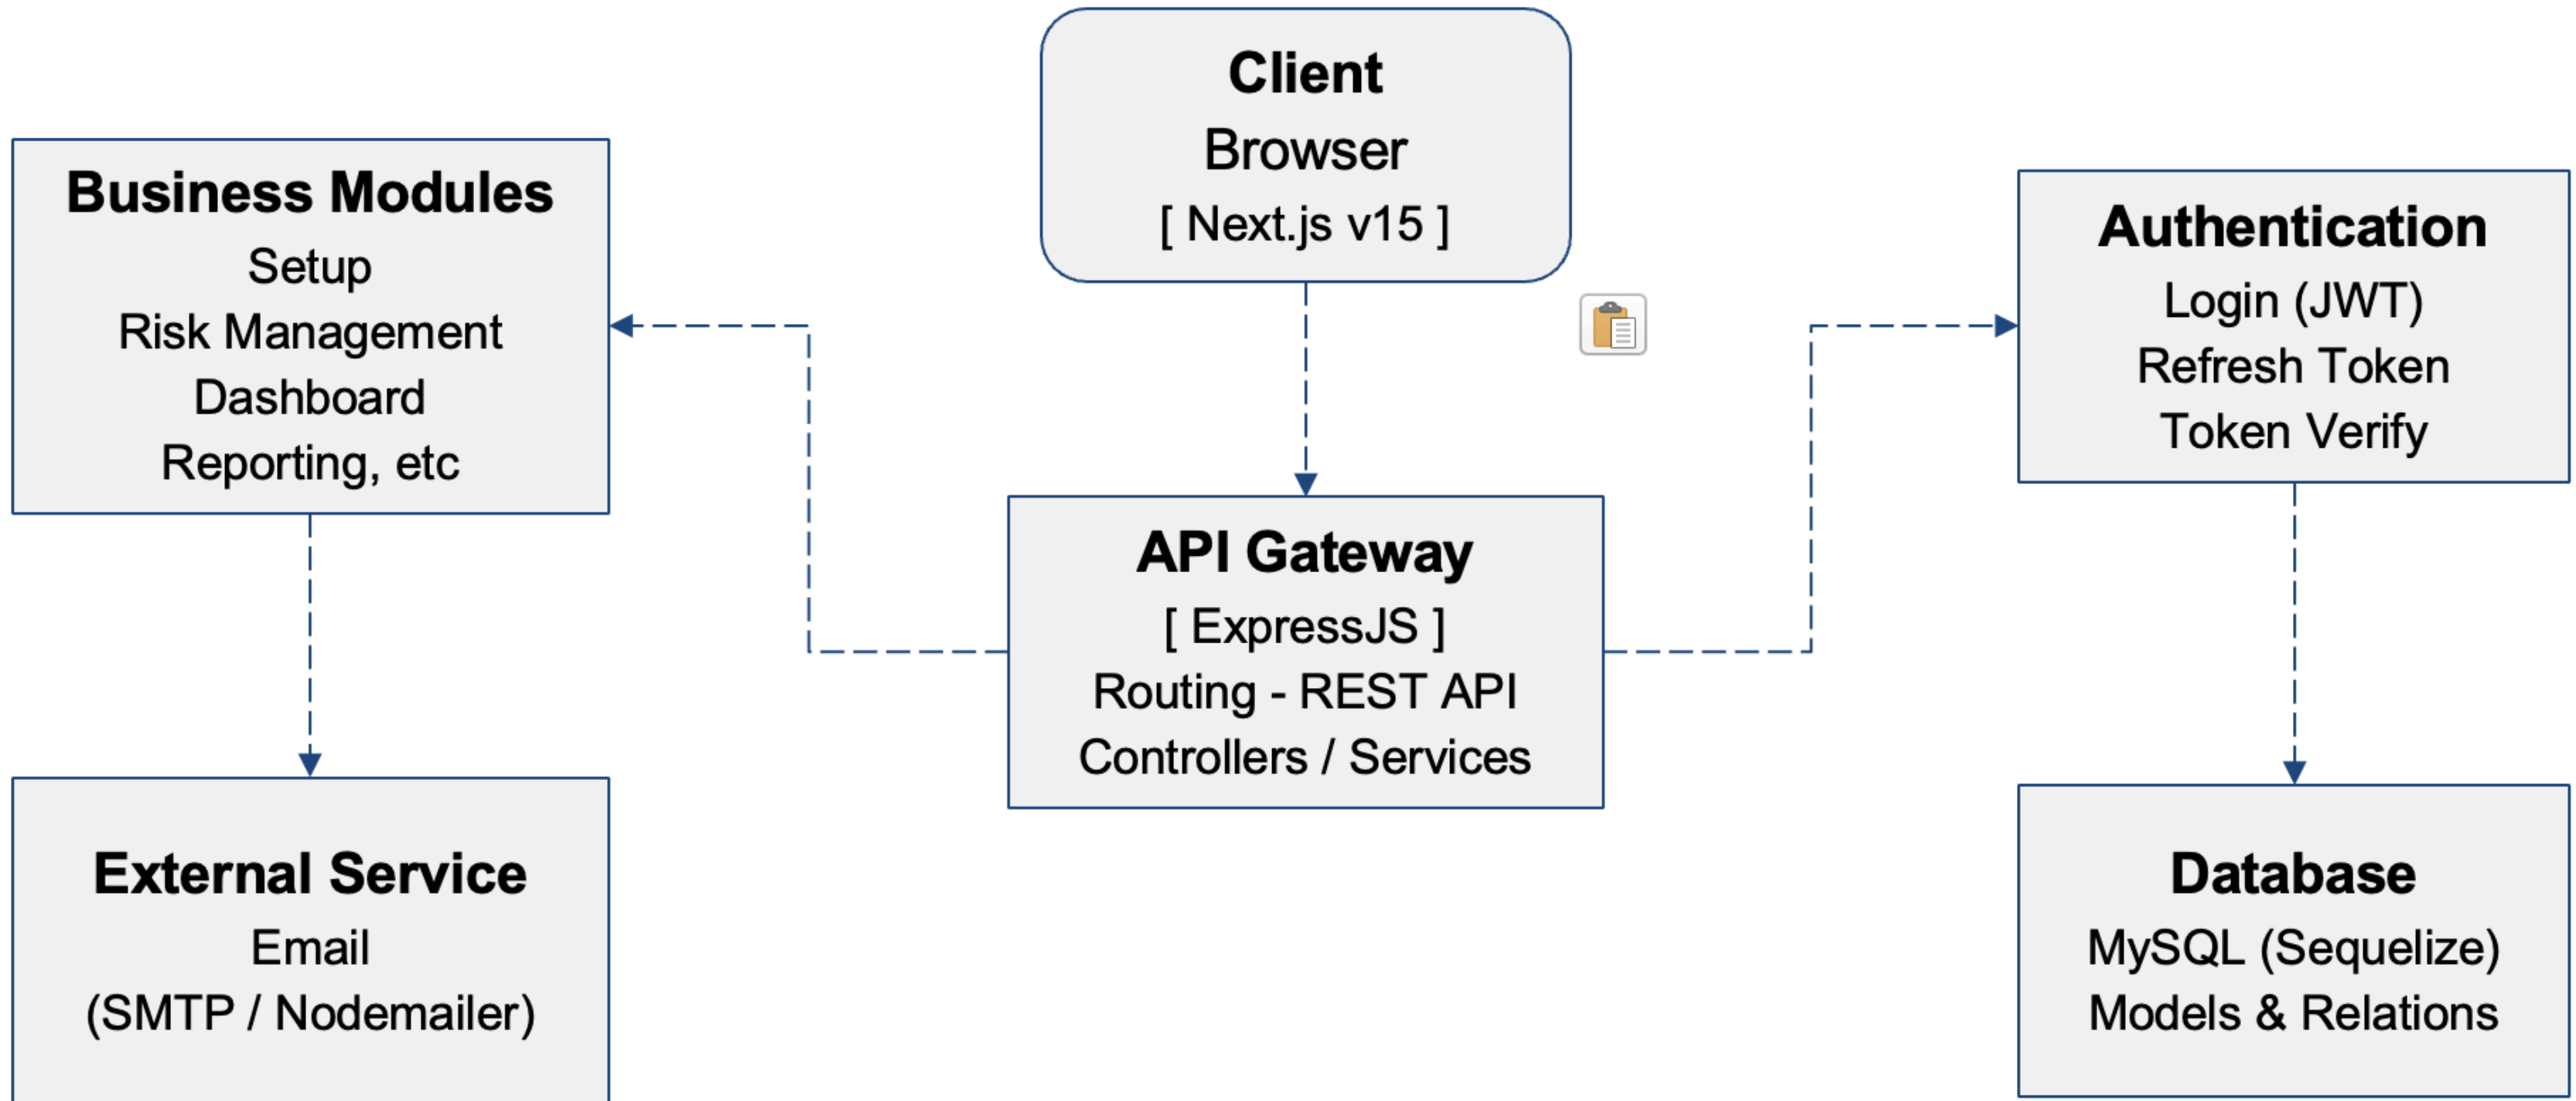 Client
Browser
[ Next.js v15 ]
Business Modules
Setup
Risk Management
Dashboard
Reporting, etc
Authentication
Login (JWT)
Refresh Token
Token Verify
API Gateway
[ ExpressJS ]
Routing - REST API
Controllers / Services
External Service
Email
(SMTP / Nodemailer)
Database
MySQL (Sequelize)
Models & Relations